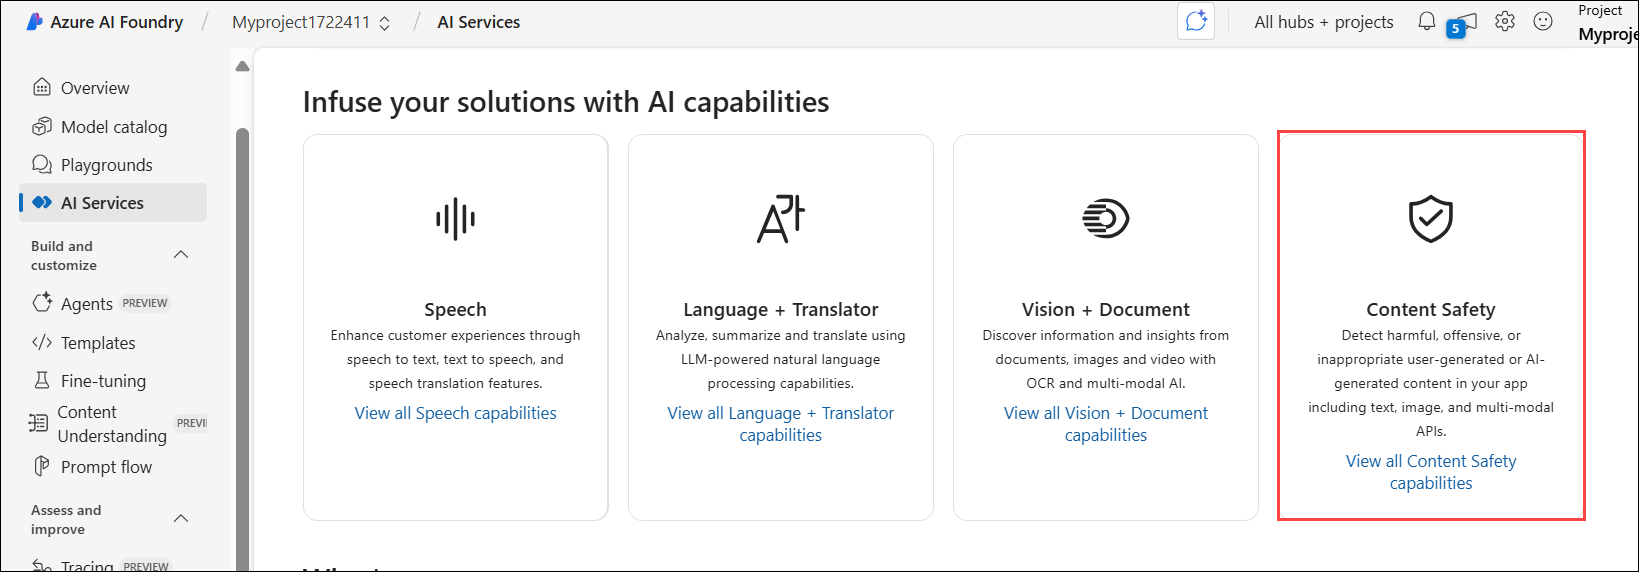 Azure AI Foundry / Myproject1722411 / AI Services
All hubs + projects
5
Project
Myproje
Overview
Model catalog
Playgrounds
AI Services
Build and
customize
Agents PREVIEW
Templates
Fine-tuning
Content
Understanding PREVI
Prompt flow
Assess and
improve
Tracing PREVIEW
Infuse your solutions with AI capabilities
Speech
Enhance customer experiences through
speech to text, text to speech, and
speech translation features.
View all Speech capabilities
Language + Translator
Analyze, summarize and translate using
LLM-powered natural language
processing capabilities.
View all Language + Translator
capabilities
Vision + Document
Discover information and insights from
documents, images and video with
OCR and multi-modal AI.
View all Vision + Document
capabilities
Content Safety
Detect harmful, offensive, or
inappropriate user-generated or AI-
generated content in your app
including text, image, and multi-modal
APIs.
View all Content Safety
capabilities